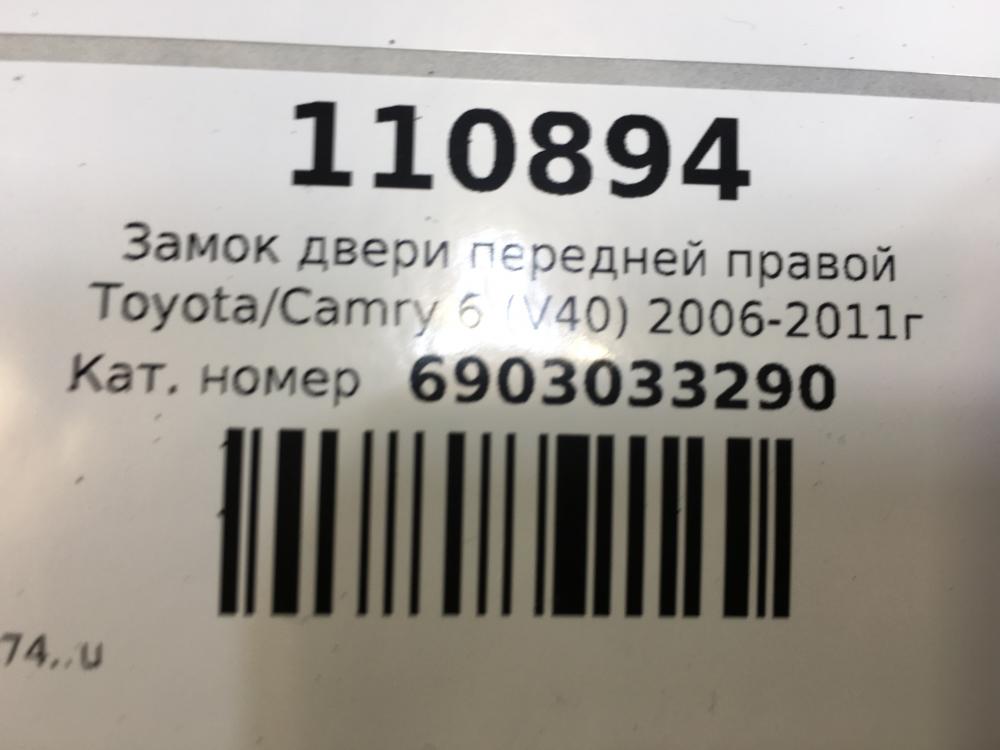 110894
Замок двери передней правой
Toyota/Camry 6 (V40) 2006-2011г
Кат. номер 6903033290